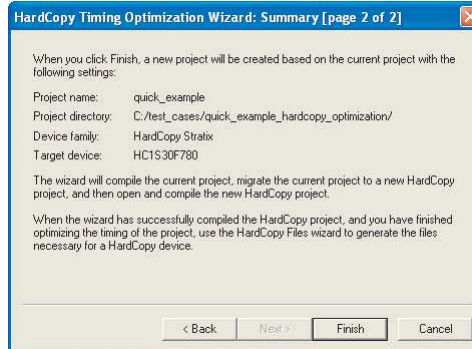 HardCopy Timing Optimization Wizard: Summary [page 2 of 2]
When you click Finish, a new project will be created based on the current project with the
following settings:
Project name: quick_example
Project directory: C:/test_cases/quick_example_hardcopy_optimization/
Device family: HardCopy Stratix
Target device: HC1S30F780
The wizard will compile the current project, migrate the current project to a new HardCopy
project, and then open and compile the new HardCopy project.
When the wizard has successfully compiled the HardCopy project, and you have finished
optimizing the timing of the project, use the HardCopy Files wizard to generate the files
necessary for a HardCopy device.
< Back Next > Finish Cancel